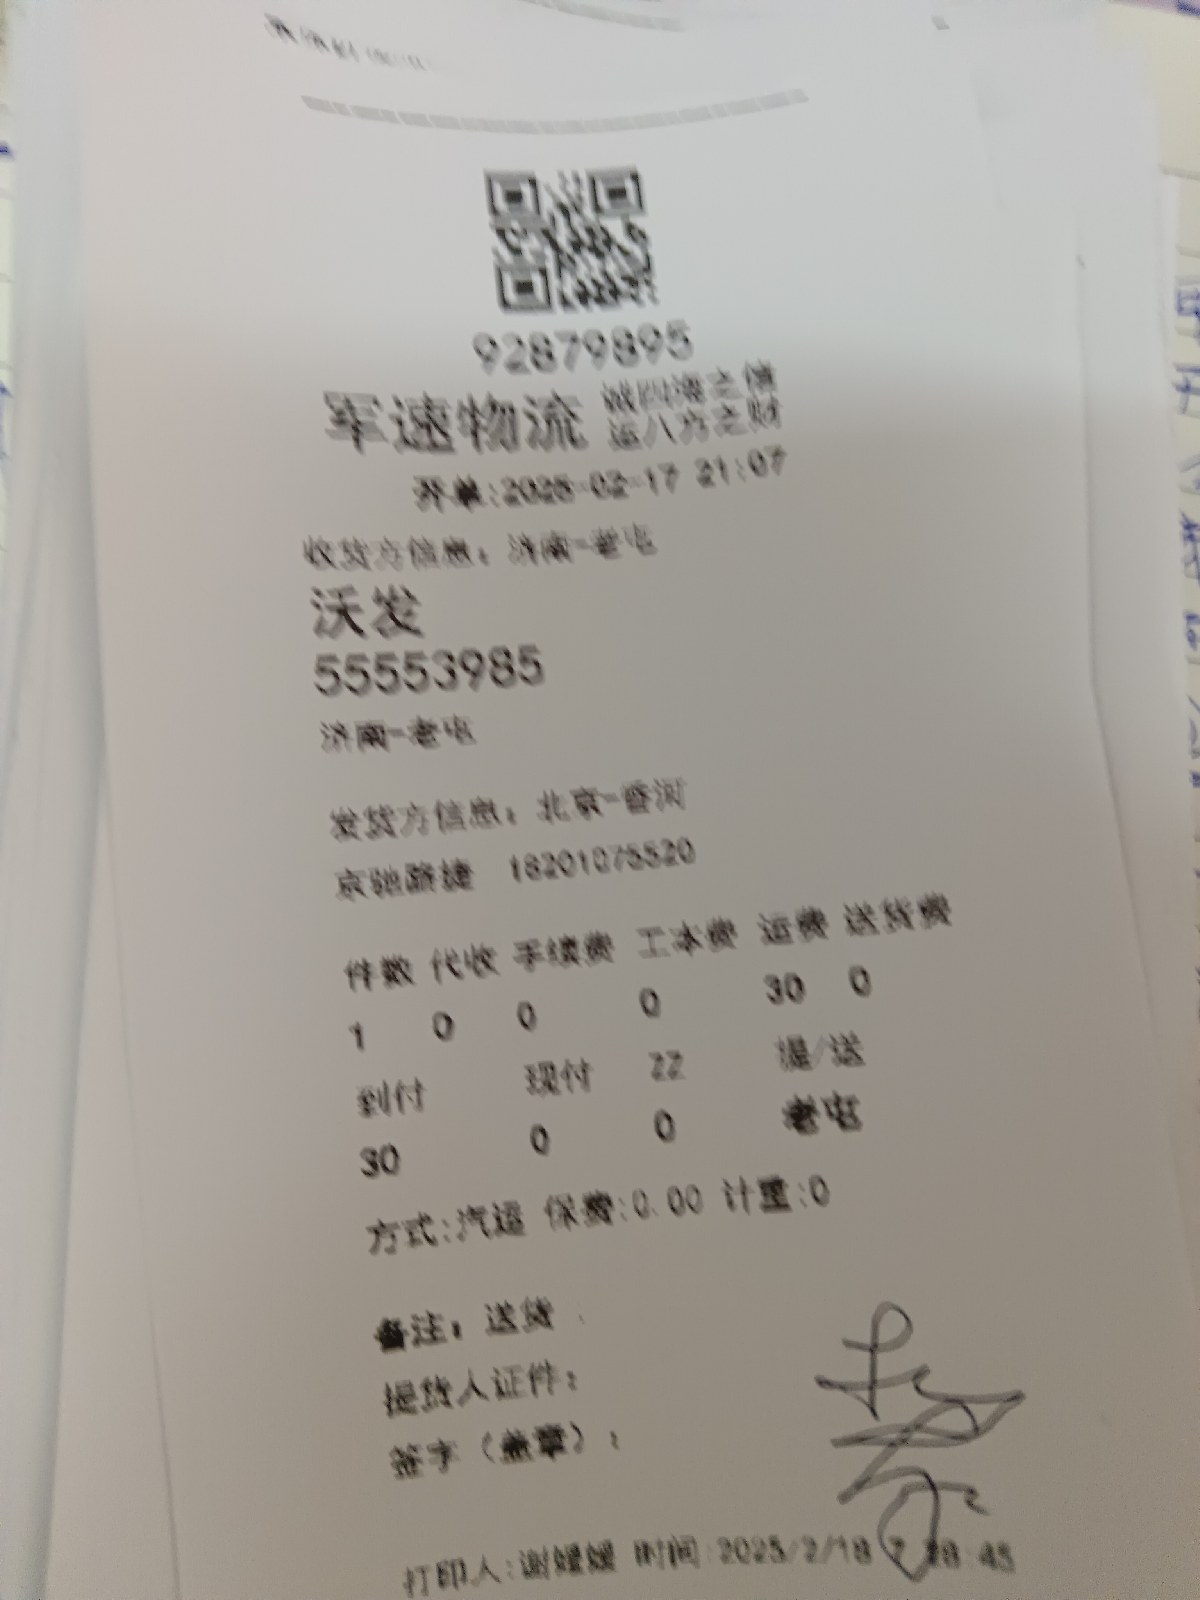 92879895
军速物流 诚四海之信
运八方之财
开单:2025-02-17 21:07
收货方信息：济南-老屯
沃发
55553985
济南-老屯
发货方信息：北京-香河
京驰路捷 18201075520
件数 代收 手续费 工本费 运费 送货费
1 0 0 0 30 0
到付 现付 22 提/送
30 0 0 老屯
方式:汽运 保费:0.00 计重:0
备注：送货
提货人证件：
签字（盖章）：
打印人:谢媛媛 时间:2025/2/18